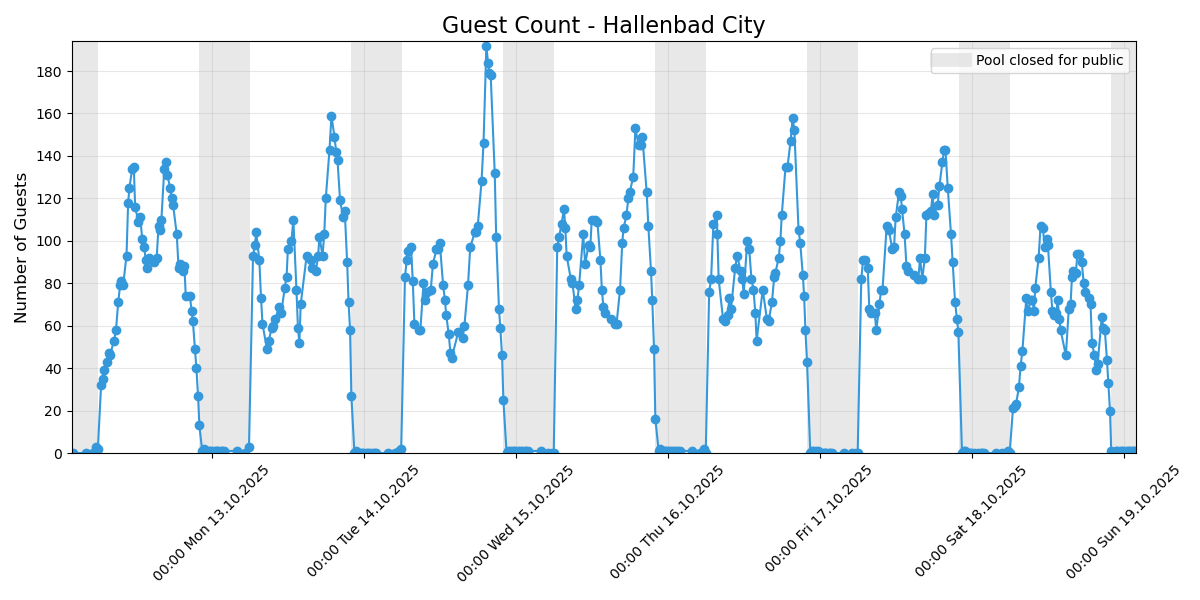 Guest Count - Hallenbad City
Pool closed for public
Number of Guests
180
160
140
120
100
80
60
40
20
0
00:00 Mon 13.10.2025
00:00 Tue 14.10.2025
00:00 Wed 15.10.2025
00:00 Thu 16.10.2025
00:00 Fri 17.10.2025
00:00 Sat 18.10.2025
00:00 Sun 19.10.2025